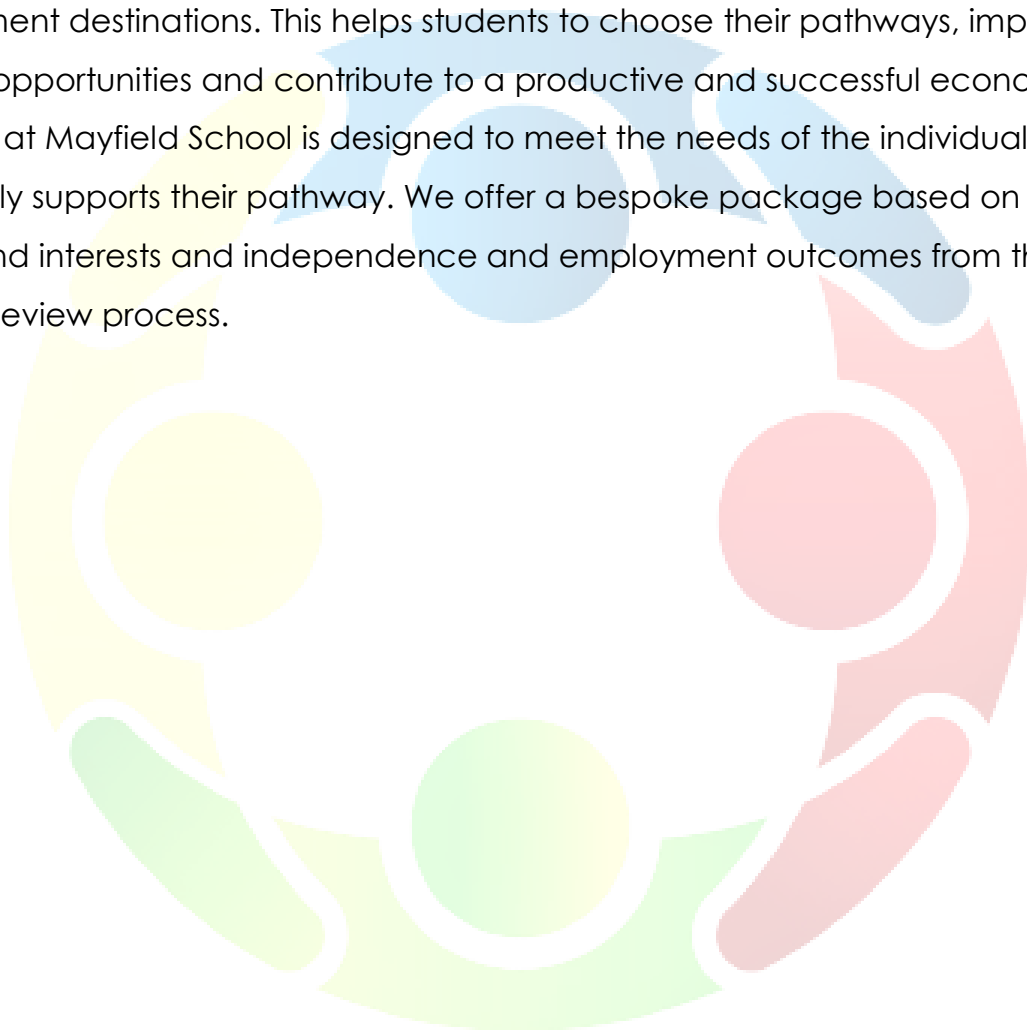 ent destinations. This helps students to choose their pathways, imp
opportunities and contribute to a productive and successful econo
at Mayfield School is designed to meet the needs of the individual
ly supports their pathway. We offer a bespoke package based on
nd interests and independence and employment outcomes from th
eview process.